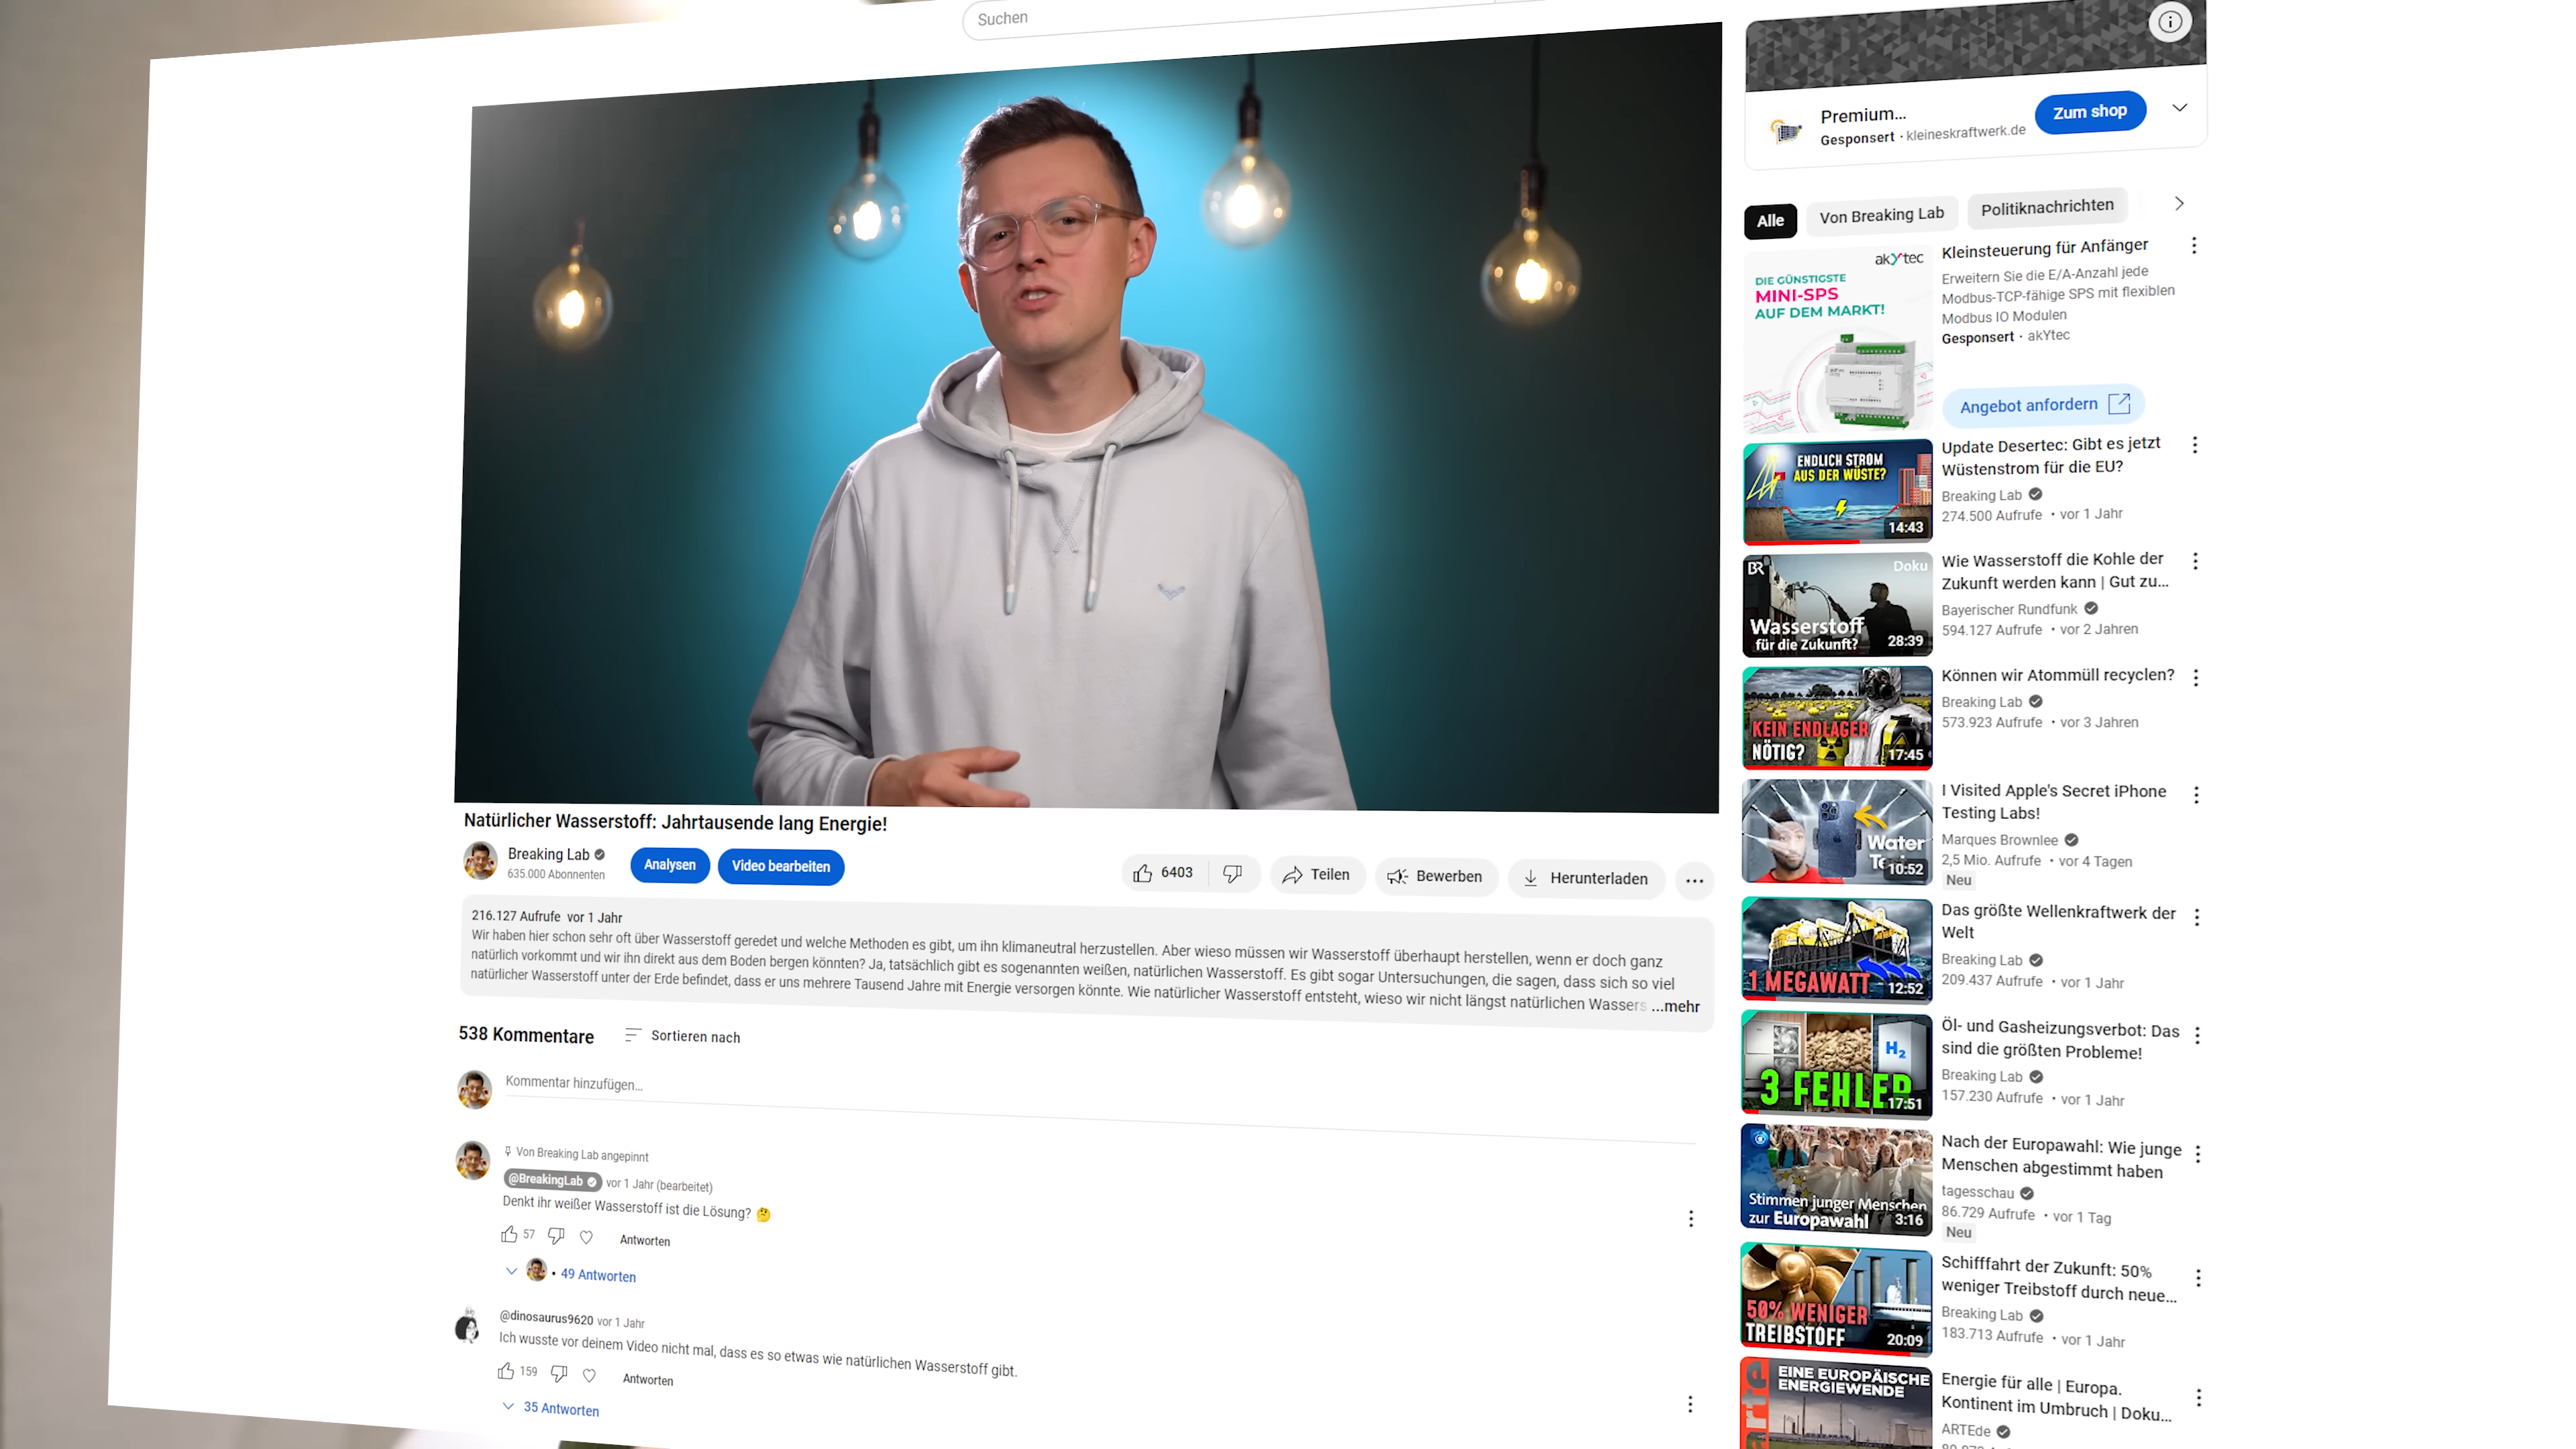 Suchen
Natürlicher Wasserstoff: Jahrtausende lang Energie!
Breaking Lab
635.000 Abonnenten
Analysen
Video bearbeiten
6403
Teilen
Bewerben
Herunterladen
216.127 Aufrufe vor 1 Jahr
Wir haben hier schon sehr oft über Wasserstoff geredet und welche Methoden es gibt, um ihn klimaneutral herzustellen. Aber wieso müssen wir Wasserstoff überhaupt herstellen, wenn er doch ganz
natürlich vorkommt und wir ihn direkt aus dem Boden bergen könnten? Ja, tatsächlich gibt es sogenannten weißen, natürlichen Wasserstoff. Es gibt sogar Untersuchungen, die sagen, dass sich so viel
natürlicher Wasserstoff unter der Erde befindet, dass er uns mehrere Tausend Jahre mit Energie versorgen könnte. Wie natürlicher Wasserstoff entsteht, wieso wir nicht längst natürlichen Wassers ...mehr
538 Kommentare
Sortieren nach
Kommentar hinzufügen...
Von Breaking Lab angepinnt
@BreakingLab vor 1 Jahr (bearbeitet)
Denkt ihr weißer Wasserstoff ist die Lösung? 🤔
57
Antworten
• 49 Antworten
@dinosaurus9620 vor 1 Jahr
Ich wusste vor deinem Video nicht mal, dass es so etwas wie natürlichen Wasserstoff gibt.
159
Antworten
35 Antworten
Premium...
Gesponsert · kleineskraftwerk.de
Zum shop
Alle
Von Breaking Lab
Politiknachrichten
akYtec
DIE GÜNSTIGSTE
MINI-SPS
AUF DEM MARKT!
Kleinsteuerung für Anfänger
Erweitern Sie die E/A-Anzahl jede
Modbus-TCP-fähige SPS mit flexiblen
Modbus IO Modulen
Gesponsert · akYtec
Angebot anfordern
ENDLICH STROM
AUS DER WÜSTE?
14:43
Update Desertec: Gibt es jetzt
Wüstenstrom für die EU?
Breaking Lab
274.500 Aufrufe • vor 1 Jahr
BR
Doku
Wasserstoff
für die Zukunft?
28:39
Wie Wasserstoff die Kohle der
Zukunft werden kann | Gut zu...
Bayerischer Rundfunk
594.127 Aufrufe • vor 2 Jahren
KEIN ENDLAGER
NÖTIG?
17:45
Können wir Atommüll recyclen?
Breaking Lab
573.923 Aufrufe • vor 3 Jahren
Water
10:52
I Visited Apple's Secret iPhone
Testing Labs!
Marques Brownlee
2,5 Mio. Aufrufe • vor 4 Tagen
Neu
1 MEGAWATT
12:52
Das größte Wellenkraftwerk der
Welt
Breaking Lab
209.437 Aufrufe • vor 1 Jahr
H₂
3 FEHLER
17:51
Öl- und Gasheizungsverbot: Das
sind die größten Probleme!
Breaking Lab
157.230 Aufrufe • vor 1 Jahr
Stimmen junger Menschen
zur Europawahl
3:16
Nach der Europawahl: Wie junge
Menschen abgestimmt haben
tagesschau
86.729 Aufrufe • vor 1 Tag
Neu
50% WENIGER
TREIBSTOFF
20:09
Schifffahrt der Zukunft: 50%
weniger Treibstoff durch neue...
Breaking Lab
183.713 Aufrufe • vor 1 Jahr
arte
EINE EUROPÄISCHE
ENERGIEWENDE
Energie für alle | Europa.
Kontinent im Umbruch | Doku...
ARTEde